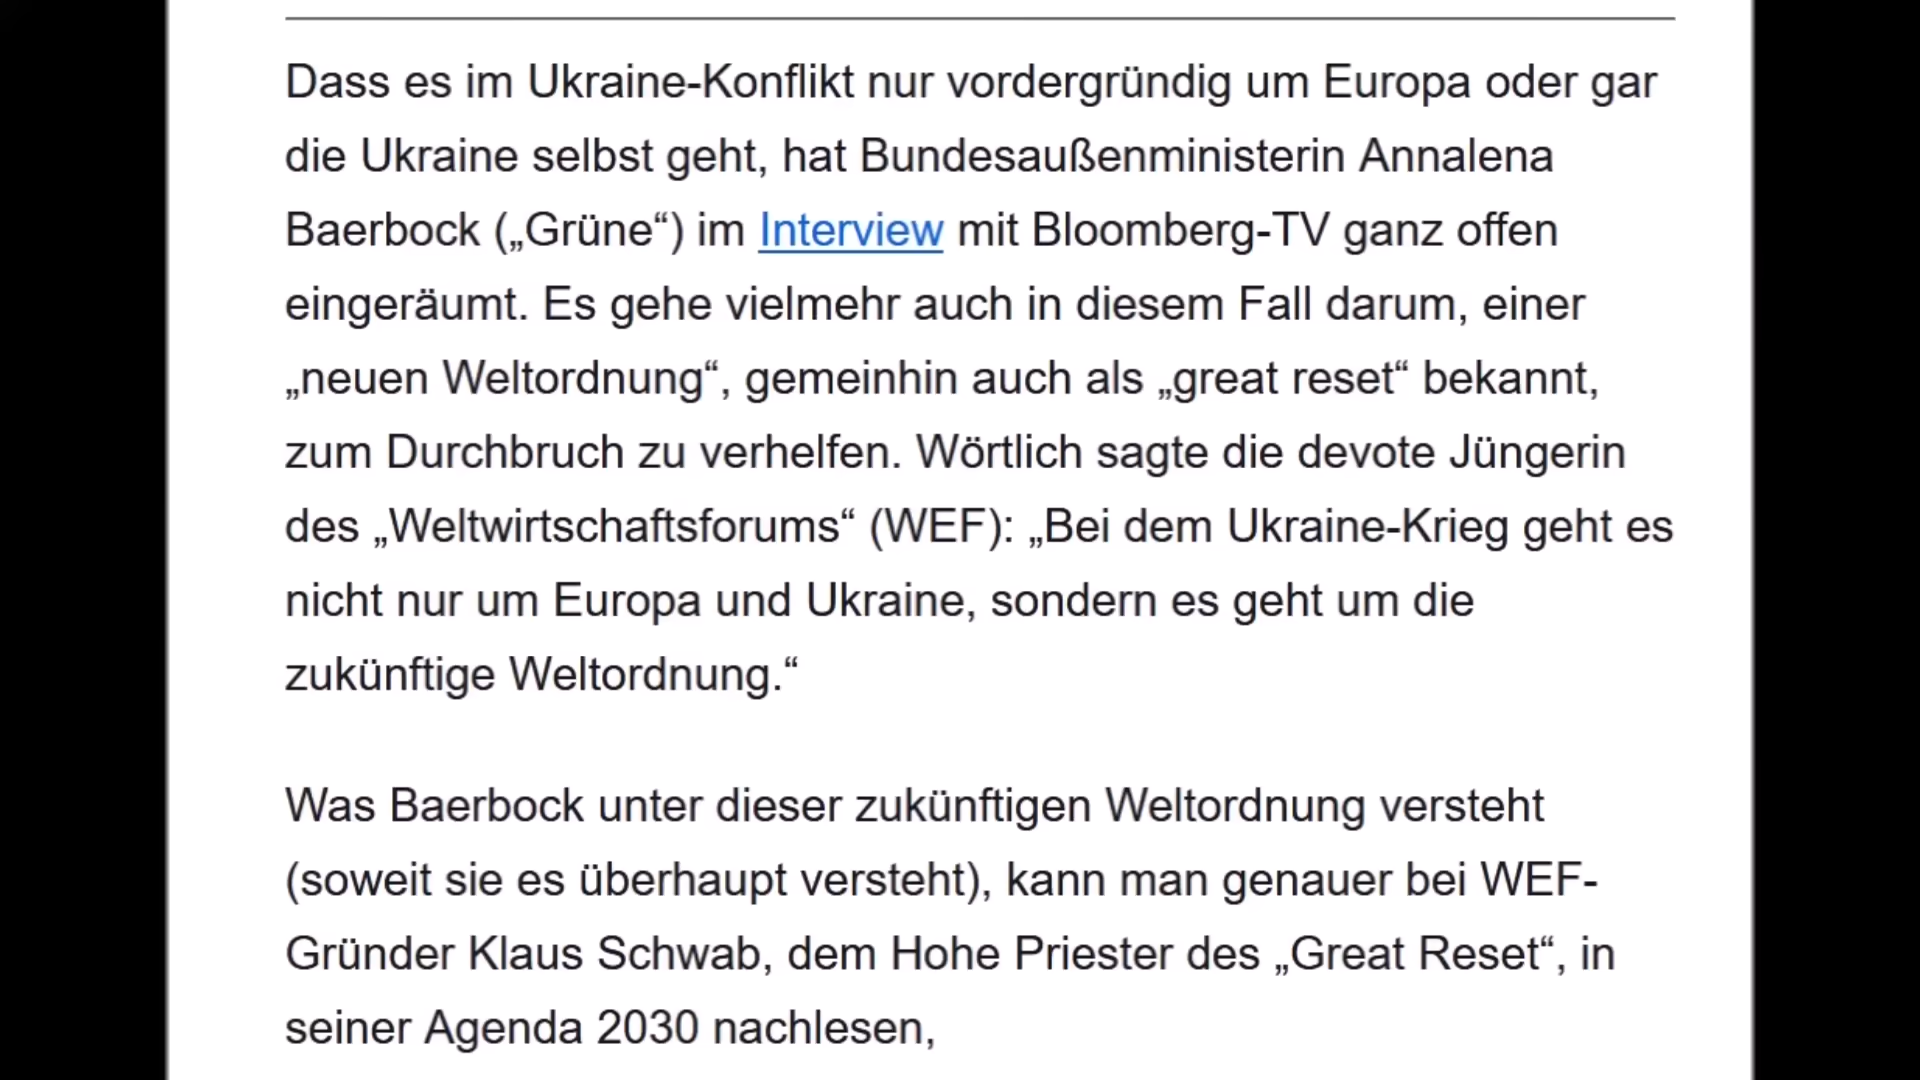 Dass es im Ukraine-Konflikt nur vordergründig um Europa oder gar
die Ukraine selbst geht, hat Bundesaußenministerin Annalena
Baerbock („Grüne“) im Interview mit Bloomberg-TV ganz offen
eingeräumt. Es gehe vielmehr auch in diesem Fall darum, einer
„neuen Weltordnung“, gemeinhin auch als „great reset“ bekannt,
zum Durchbruch zu verhelfen. Wörtlich sagte die devote Jüngerin
des „Weltwirtschaftsforums“ (WEF): „Bei dem Ukraine-Krieg geht es
nicht nur um Europa und Ukraine, sondern es geht um die
zukünftige Weltordnung.“
Was Baerbock unter dieser zukünftigen Weltordnung versteht
(soweit sie es überhaupt versteht), kann man genauer bei WEF-
Gründer Klaus Schwab, dem Hohe Priester des „Great Reset“, in
seiner Agenda 2030 nachlesen,